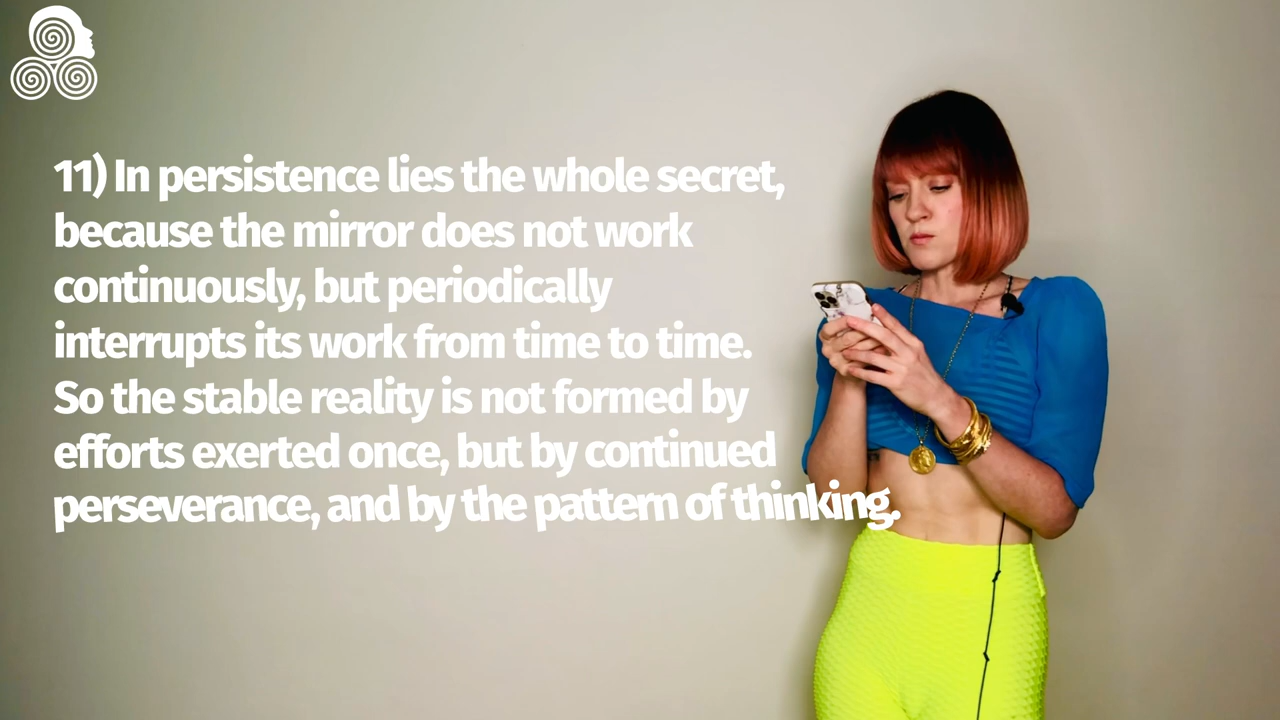 11) In persistence lies the whole secret,
because the mirror does not work
continuously, but periodically
interrupts its work from time to time.
So the stable reality is not formed by
efforts exerted once, but by continued
perseverance, and by the pattern of thinking.